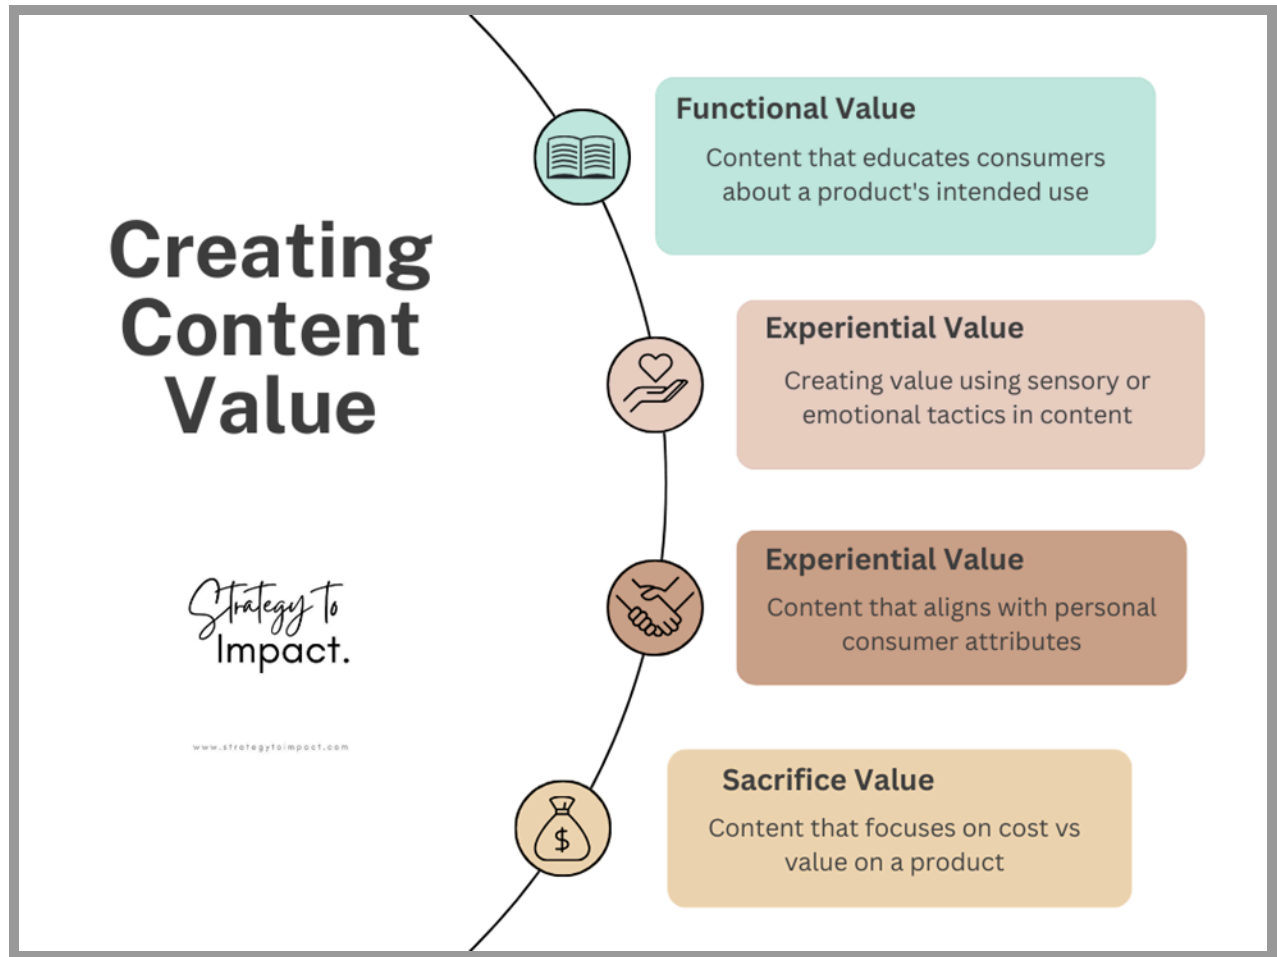 Creating
Content
Value
Strategy to
Impact.
www.strategytoimpact.com
Functional Value
Content that educates consumers
about a product's intended use
Experiential Value
Creating value using sensory or
emotional tactics in content
Experiential Value
Content that aligns with personal
consumer attributes
$
Sacrifice Value
Content that focuses on cost vs
value on a product